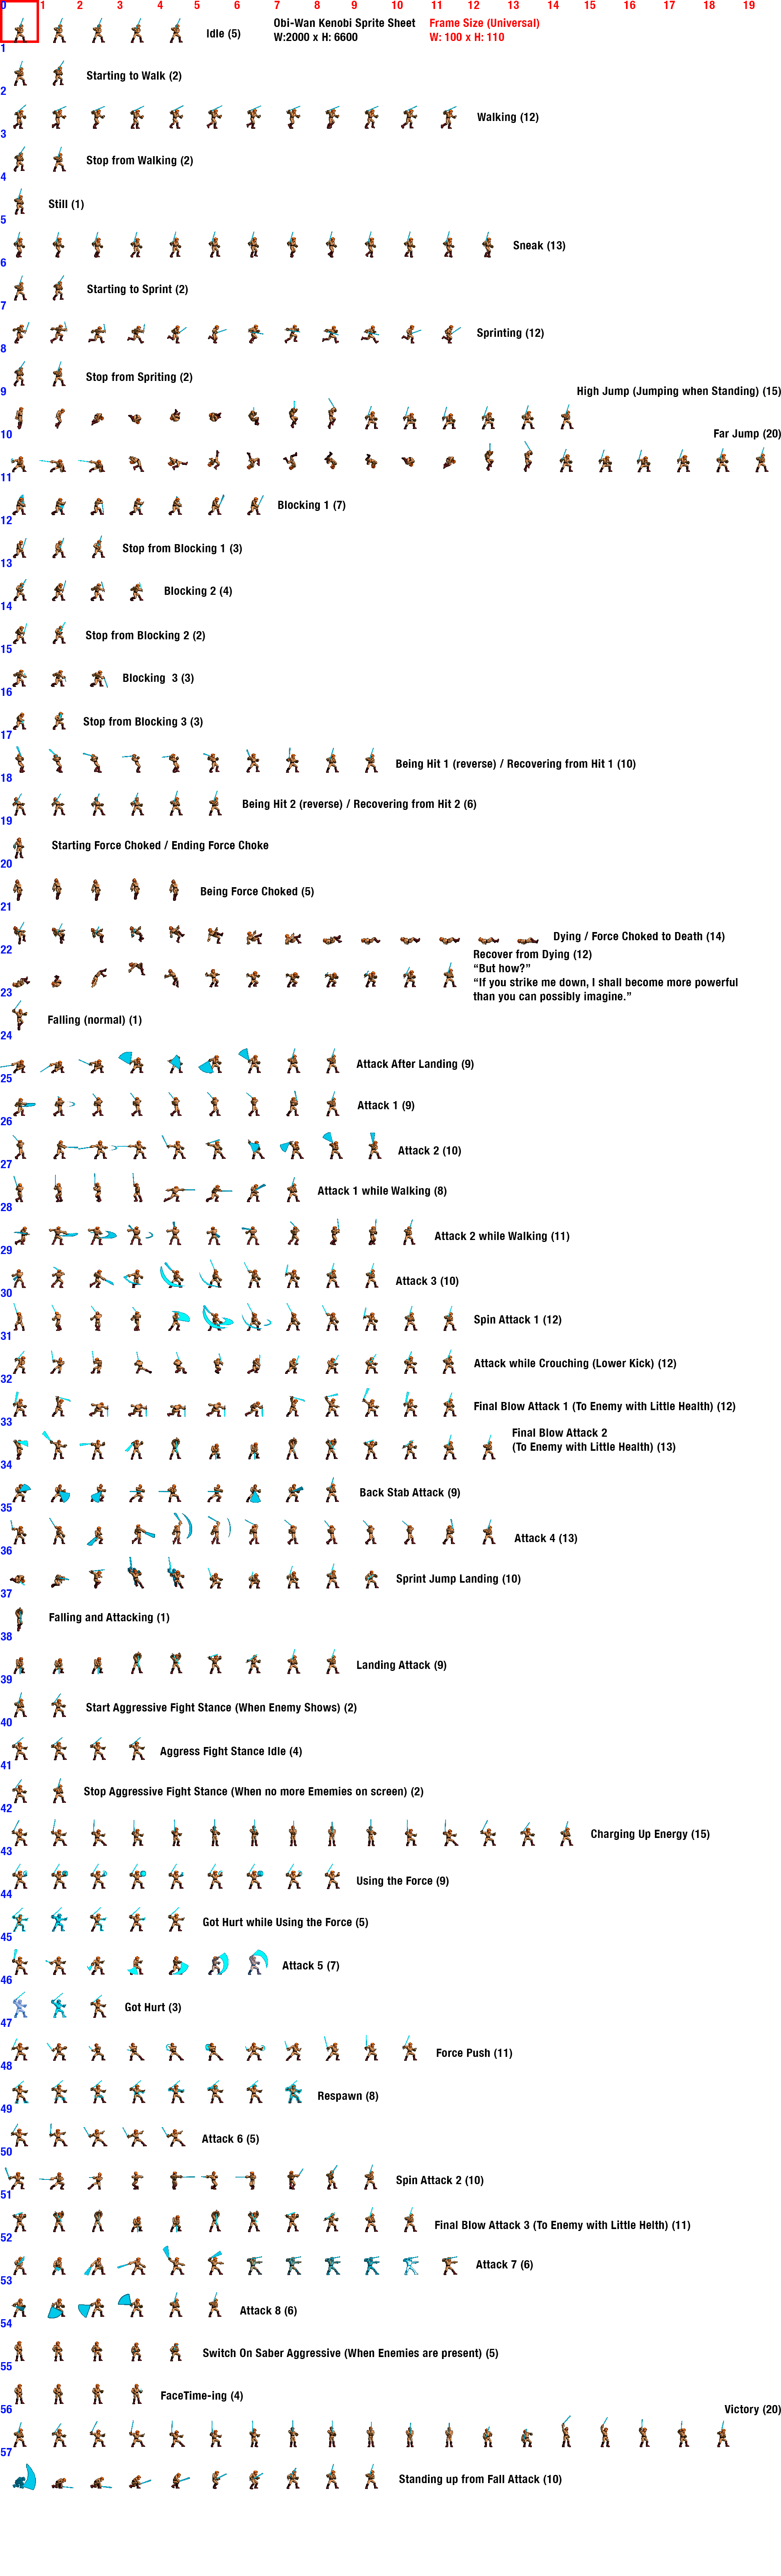 0 1 2 3 4 5 6 7 8 9 10 11 12 13 14 15 16 17 18 19
Obi-Wan Kenobi Sprite Sheet Frame Size (Universal)
W:2000 x H: 6600 W: 100 x H: 110
Idle (5)
1
Starting to Walk (2)
2
Walking (12)
3
Stop from Walking (2)
4
Still (1)
5
Sneak (13)
6
Starting to Sprint (2)
7
Sprinting (12)
8
Stop from Spriting (2)
9
High Jump (Jumping when Standing) (15)
10
Far Jump (20)
11
Blocking 1 (7)
12
Stop from Blocking 1 (3)
13
Blocking 2 (4)
14
Stop from Blocking 2 (2)
15
Blocking 3 (3)
16
Stop from Blocking 3 (3)
17
Being Hit 1 (reverse) / Recovering from Hit 1 (10)
18
Being Hit 2 (reverse) / Recovering from Hit 2 (6)
19
Starting Force Choked / Ending Force Choke
20
Being Force Choked (5)
21
Dying / Force Choked to Death (14)
22
Recover from Dying (12)
“But how?”
“If you strike me down, I shall become more powerful
than you can possibly imagine.”
23
Falling (normal) (1)
24
Attack After Landing (9)
25
Attack 1 (9)
26
Attack 2 (10)
27
Attack 1 while Walking (8)
28
Attack 2 while Walking (11)
29
Attack 3 (10)
30
Spin Attack 1 (12)
31
Attack while Crouching (Lower Kick) (12)
32
Final Blow Attack 1 (To Enemy with Little Health) (12)
33
Final Blow Attack 2
(To Enemy with Little Health) (13)
34
Back Stab Attack (9)
35
Attack 4 (13)
36
Sprint Jump Landing (10)
37
Falling and Attacking (1)
38
Landing Attack (9)
39
Start Aggressive Fight Stance (When Enemy Shows) (2)
40
Aggress Fight Stance Idle (4)
41
Stop Aggressive Fight Stance (When no more Ememies on screen) (2)
42
Charging Up Energy (15)
43
Using the Force (9)
44
Got Hurt while Using the Force (5)
45
Attack 5 (7)
46
Got Hurt (3)
47
Force Push (11)
48
Respawn (8)
49
Attack 6 (5)
50
Spin Attack 2 (10)
51
Final Blow Attack 3 (To Enemy with Little Helth) (11)
52
Attack 7 (6)
53
Attack 8 (6)
54
Switch On Saber Aggressive (When Enemies are present) (5)
55
FaceTime-ing (4)
56
Victory (20)
57
Standing up from Fall Attack (10)